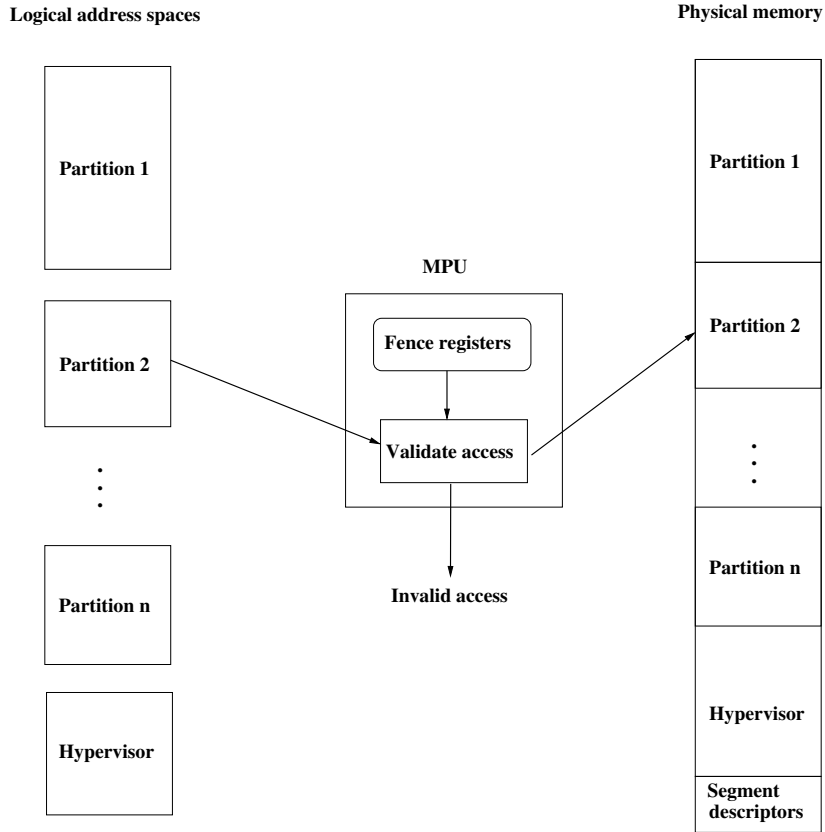 Logical address spaces
Physical memory
Partition 1
Partition 1
MPU
Fence registers
Partition 2
Partition 2
Validate access
Partition n
Partition n
Invalid access
Hypervisor
Hypervisor
Segment
descriptors